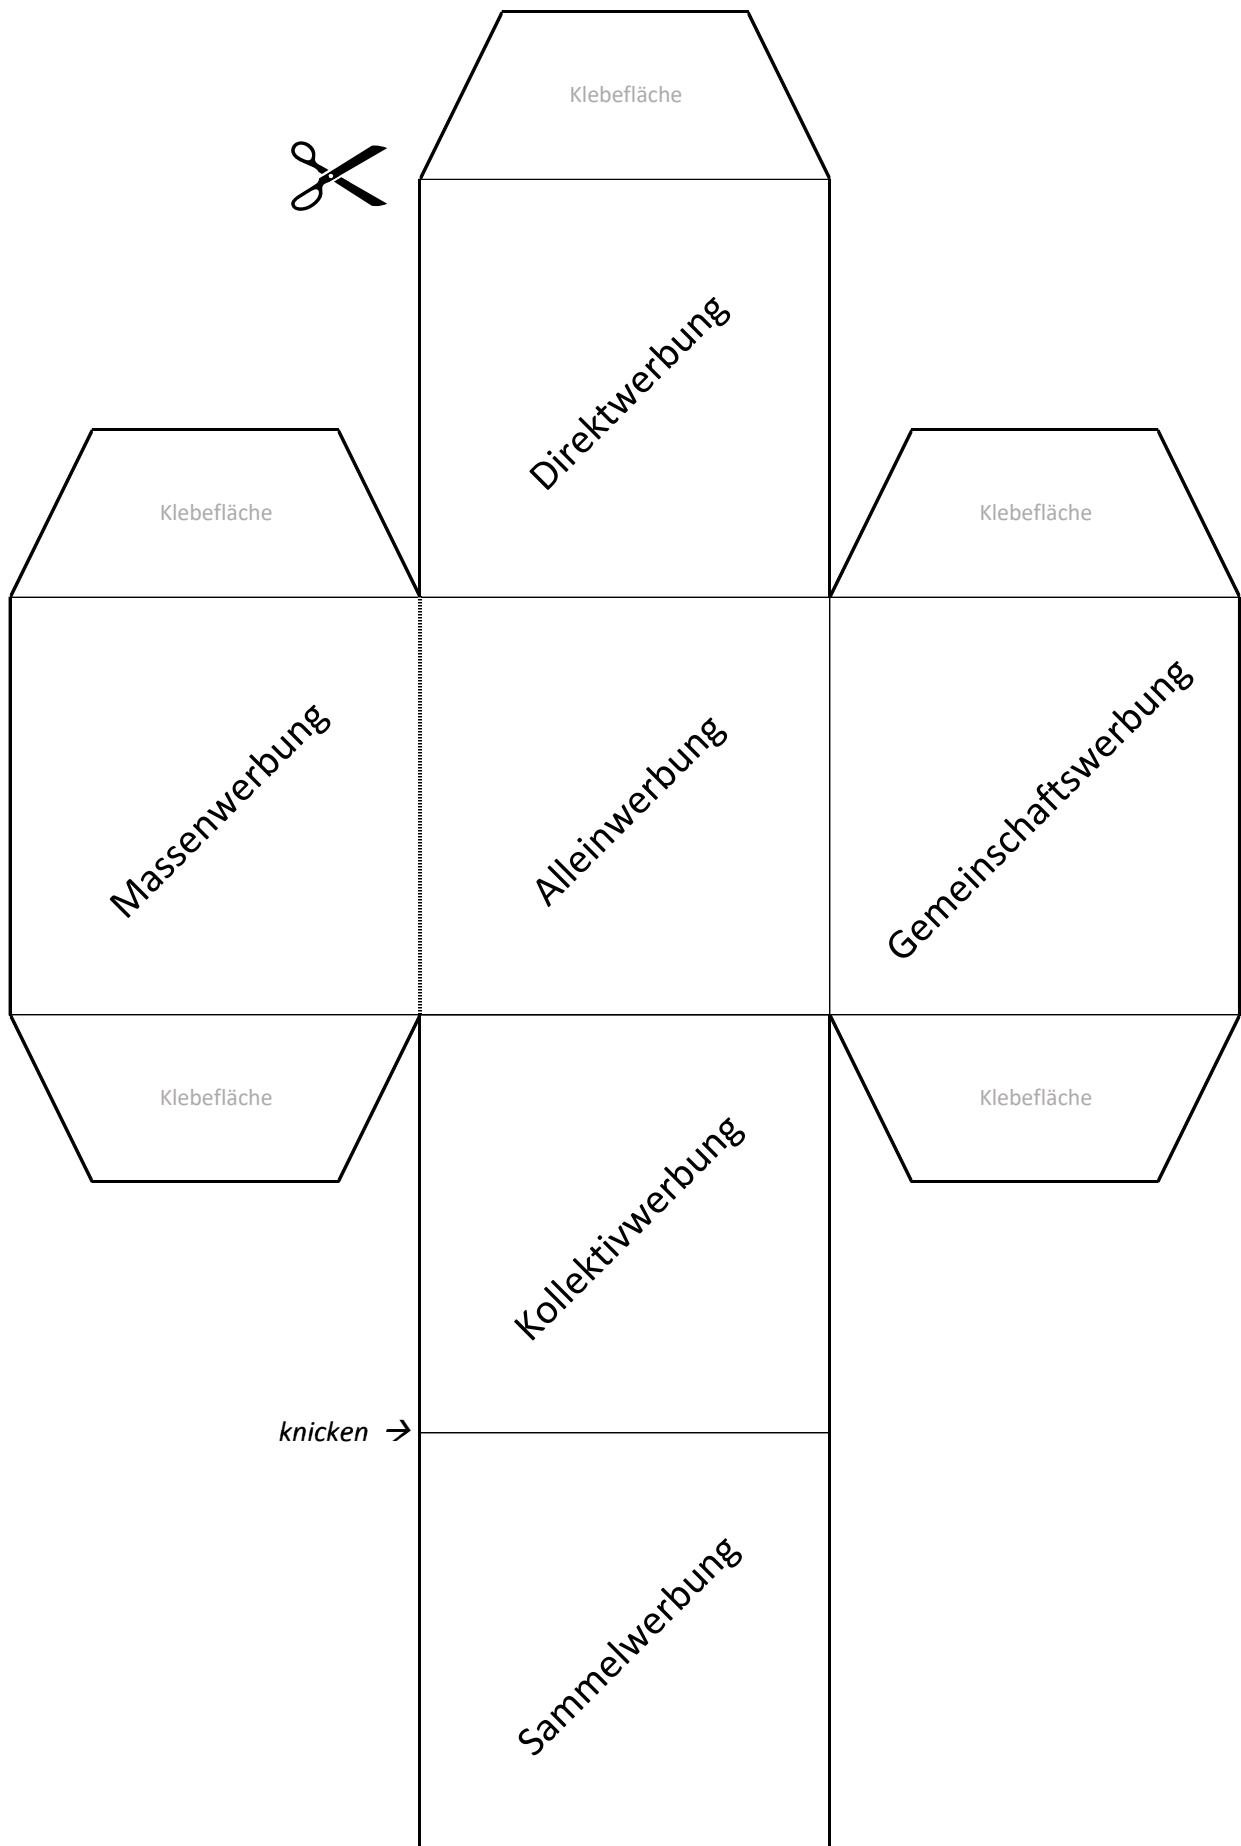 Klebefläche
Direktwerbung
Klebefläche
Klebefläche
Massenwerbung
Alleinwerbung
Gemeinschaftswerbung
Klebefläche
Klebefläche
Kollektivwerbung
knicken →
Sammelwerbung